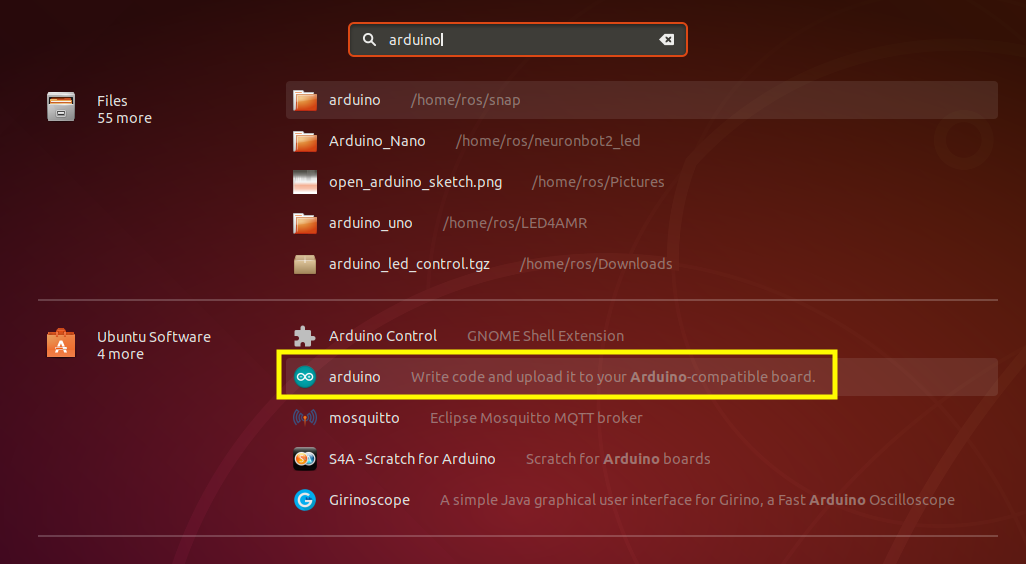 arduino
Files
55 more
arduino /home/ros/snap
Arduino_Nano /home/ros/neuronbot2_led
open_arduino_sketch.png /home/ros/Pictures
arduino_uno /home/ros/LED4AMR
arduino_led_control.tgz /home/ros/Downloads
Ubuntu Software
4 more
Arduino Control GNOME Shell Extension
arduino Write code and upload it to your Arduino-compatible board.
mosquitto Eclipse Mosquitto MQTT broker
S4A - Scratch for Arduino Scratch for Arduino boards
Girinoscope A simple Java graphical user interface for Girino, a Fast Arduino Oscilloscope